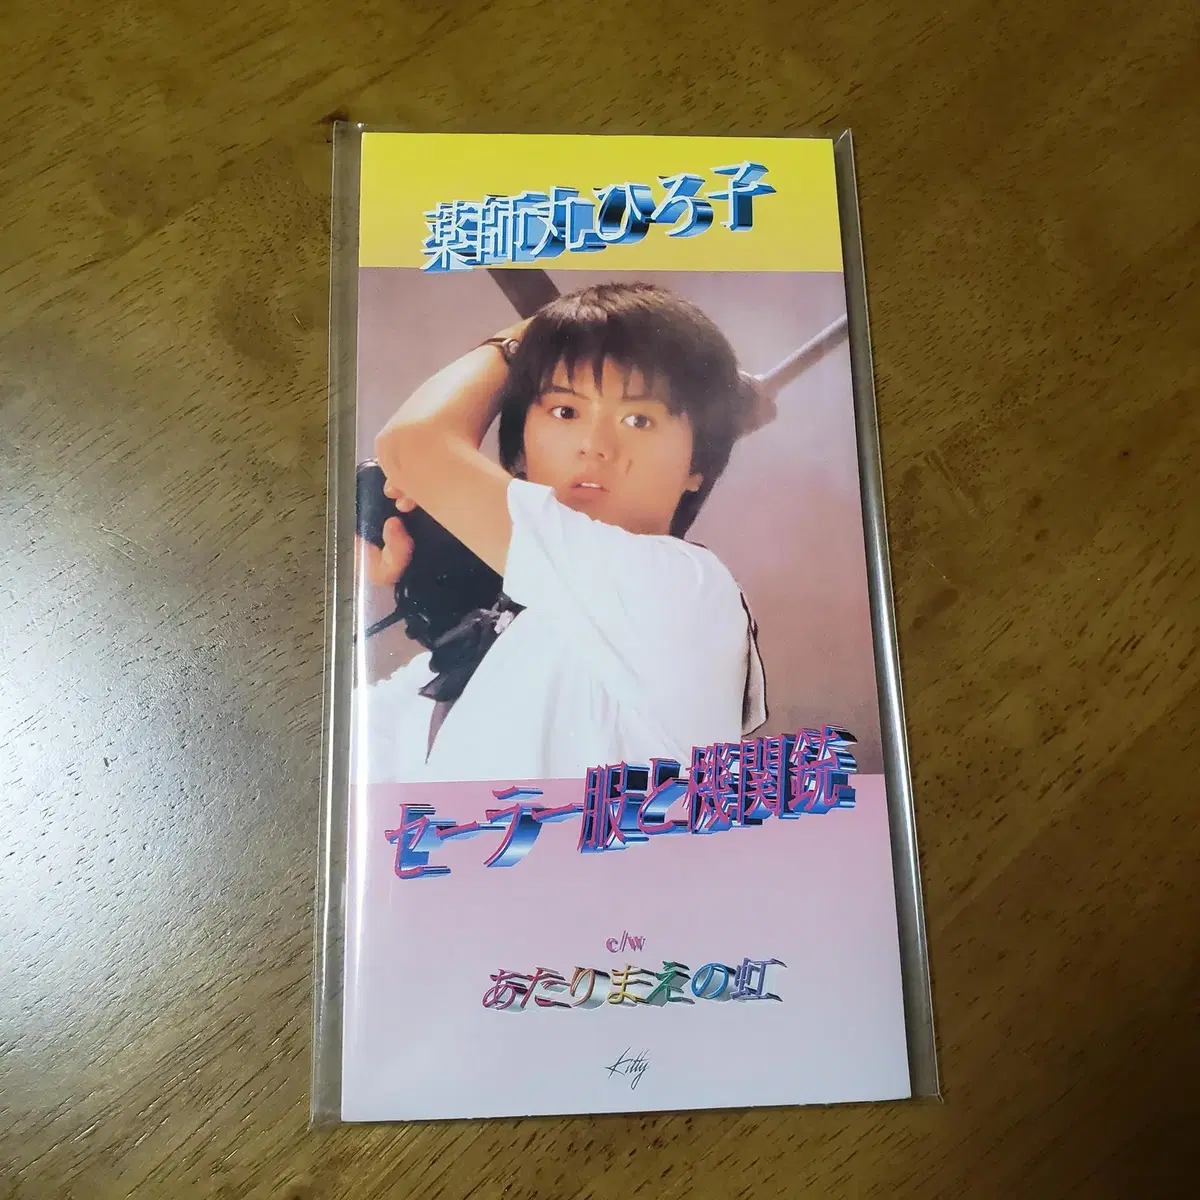 薬師丸ひろ子
セーラー服と機関銃
c/w
あたりまえの虹
Kitty